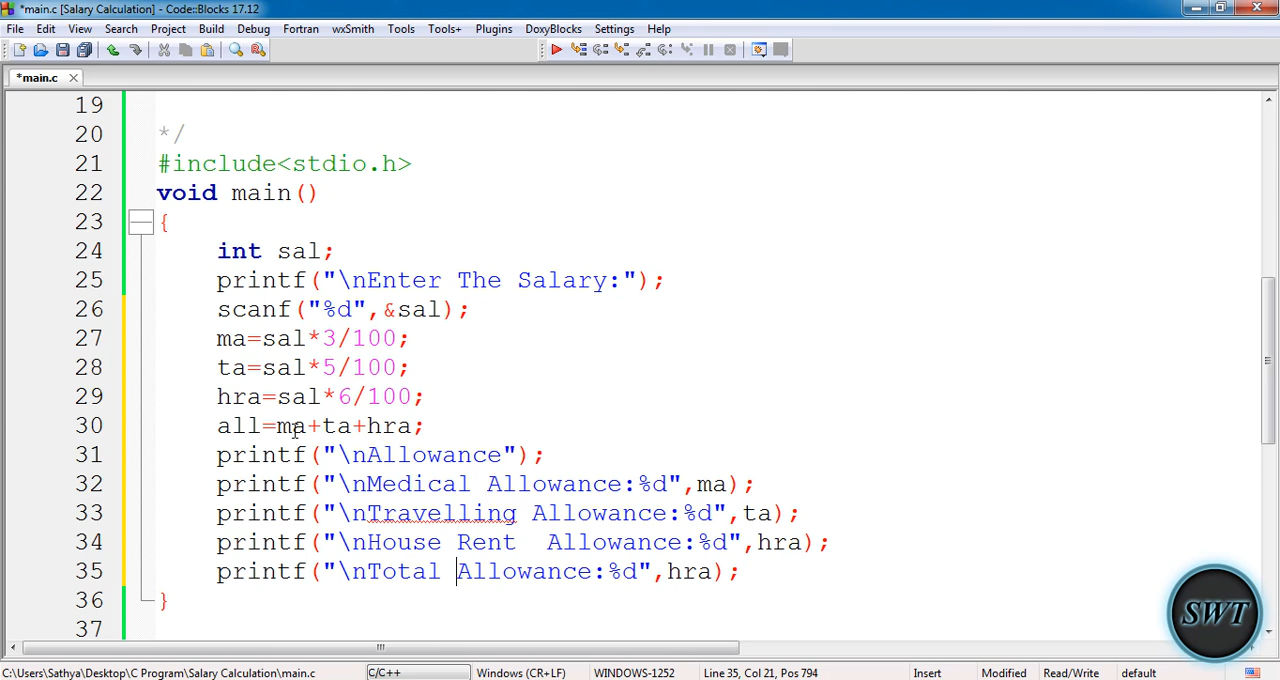 *main.c [Salary Calculation] - Code::Blocks 17.12
File Edit View Search Project Build Debug Fortran wxSmith Tools Tools+ Plugins DoxyBlocks Settings Help
*main.c
19
20 */
21 #include<stdio.h>
22 void main()
23 {
24 int sal;
25 printf("\nEnter The Salary:");
26 scanf("%d",&sal);
27 ma=sal*3/100;
28 ta=sal*5/100;
29 hra=sal*6/100;
30 all=ma+ta+hra;
31 printf("\nAllowance");
32 printf("\nMedical Allowance:%d",ma);
33 printf("\nTravelling Allowance:%d",ta);
34 printf("\nHouse Rent  Allowance:%d",hra);
35 printf("\nTotal Allowance:%d",hra);
36 }
37
SWT
C:\Users\Sathya\Desktop\C Program\Salary Calculation\main.c C/C++ Windows (CR+LF) WINDOWS-1252 Line 35, Col 21, Pos 794 Insert Modified Read/Write default